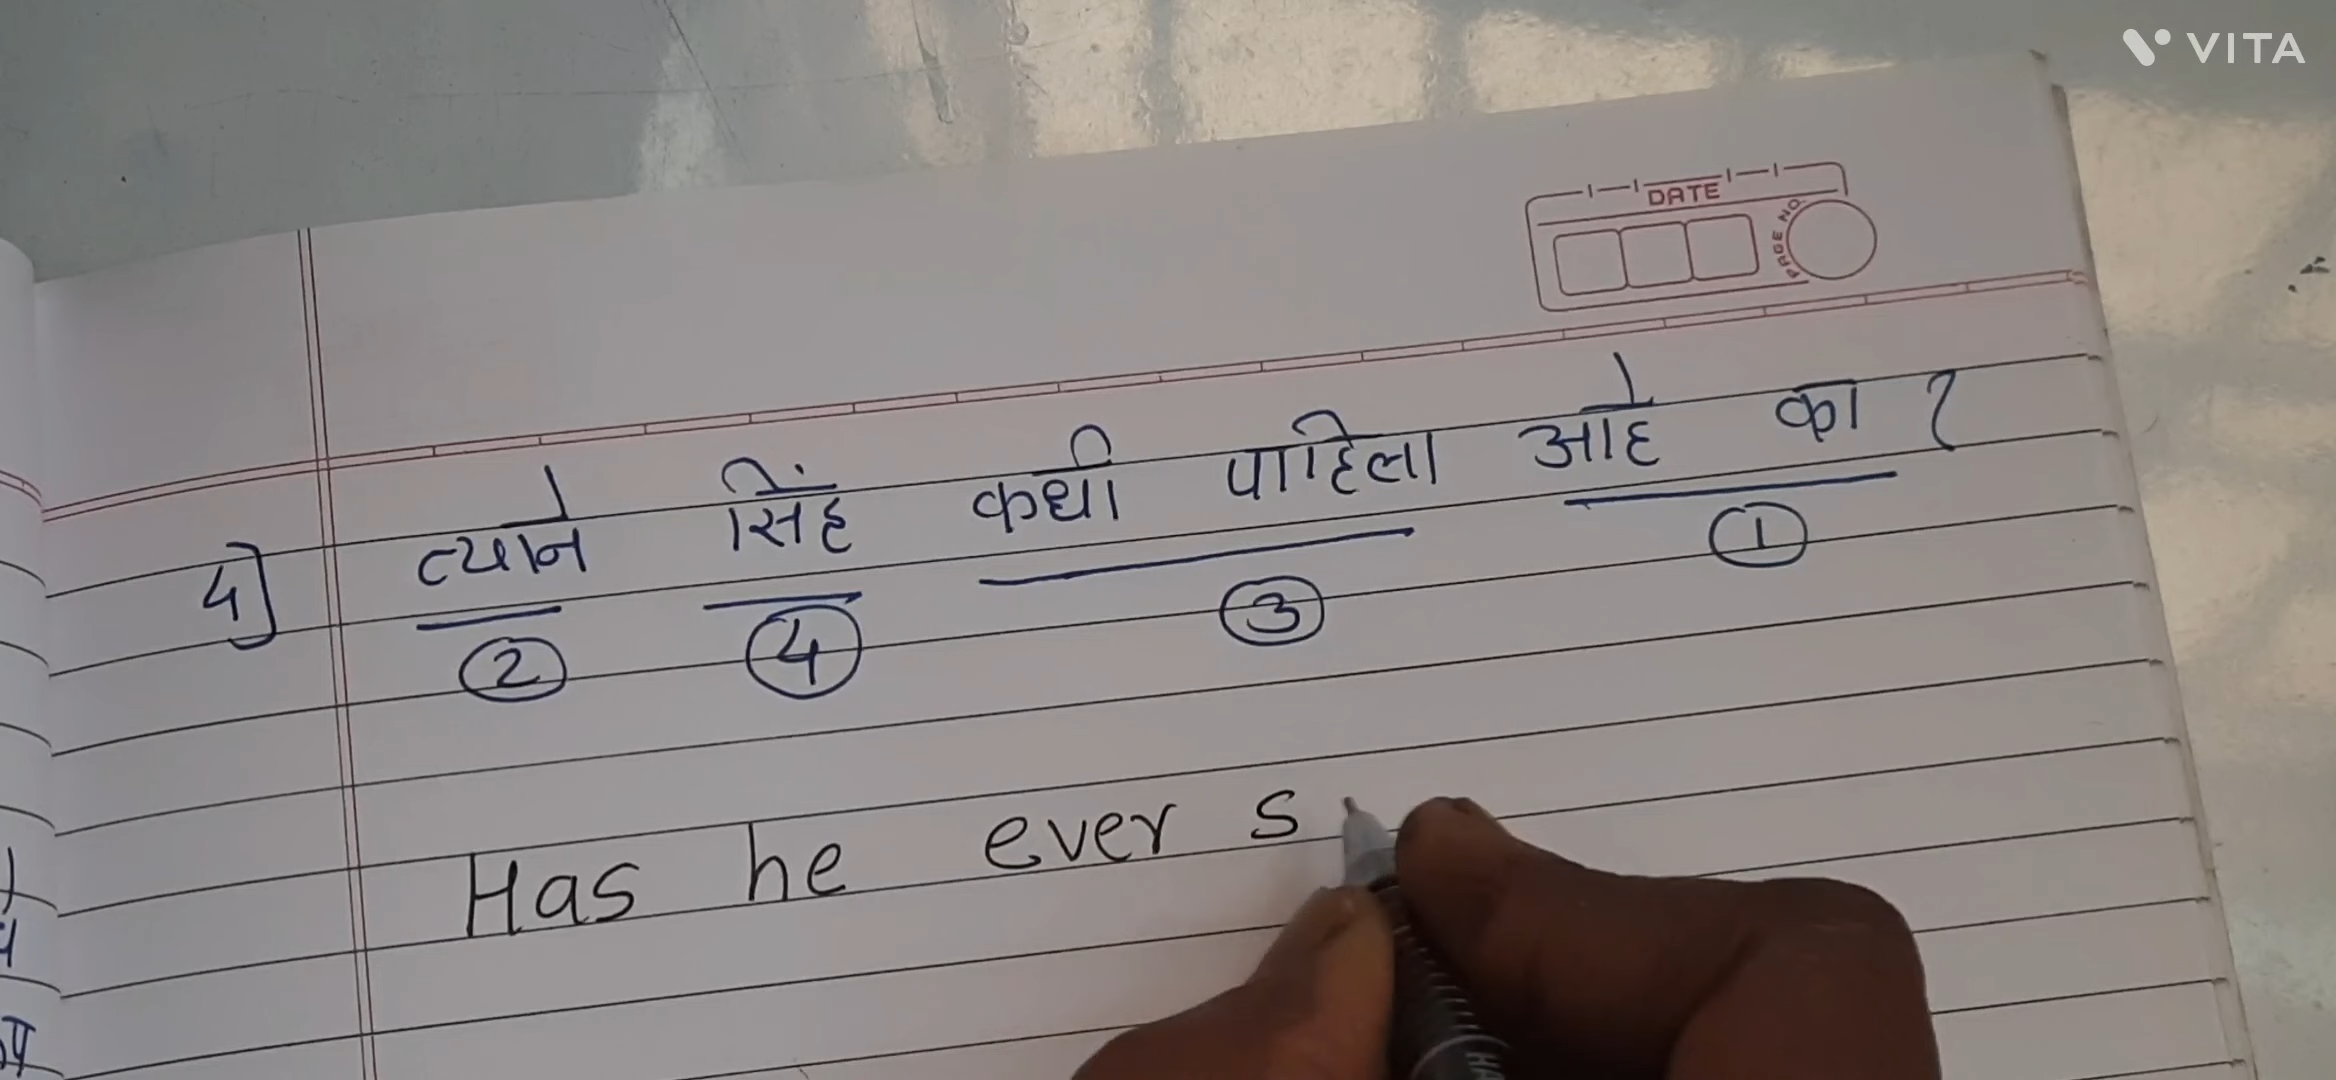 VITA
DATE
PAGE NO.
4] त्याने सिंह कधी पाहिला आहे का ?
2 4 3 1
Has he ever s